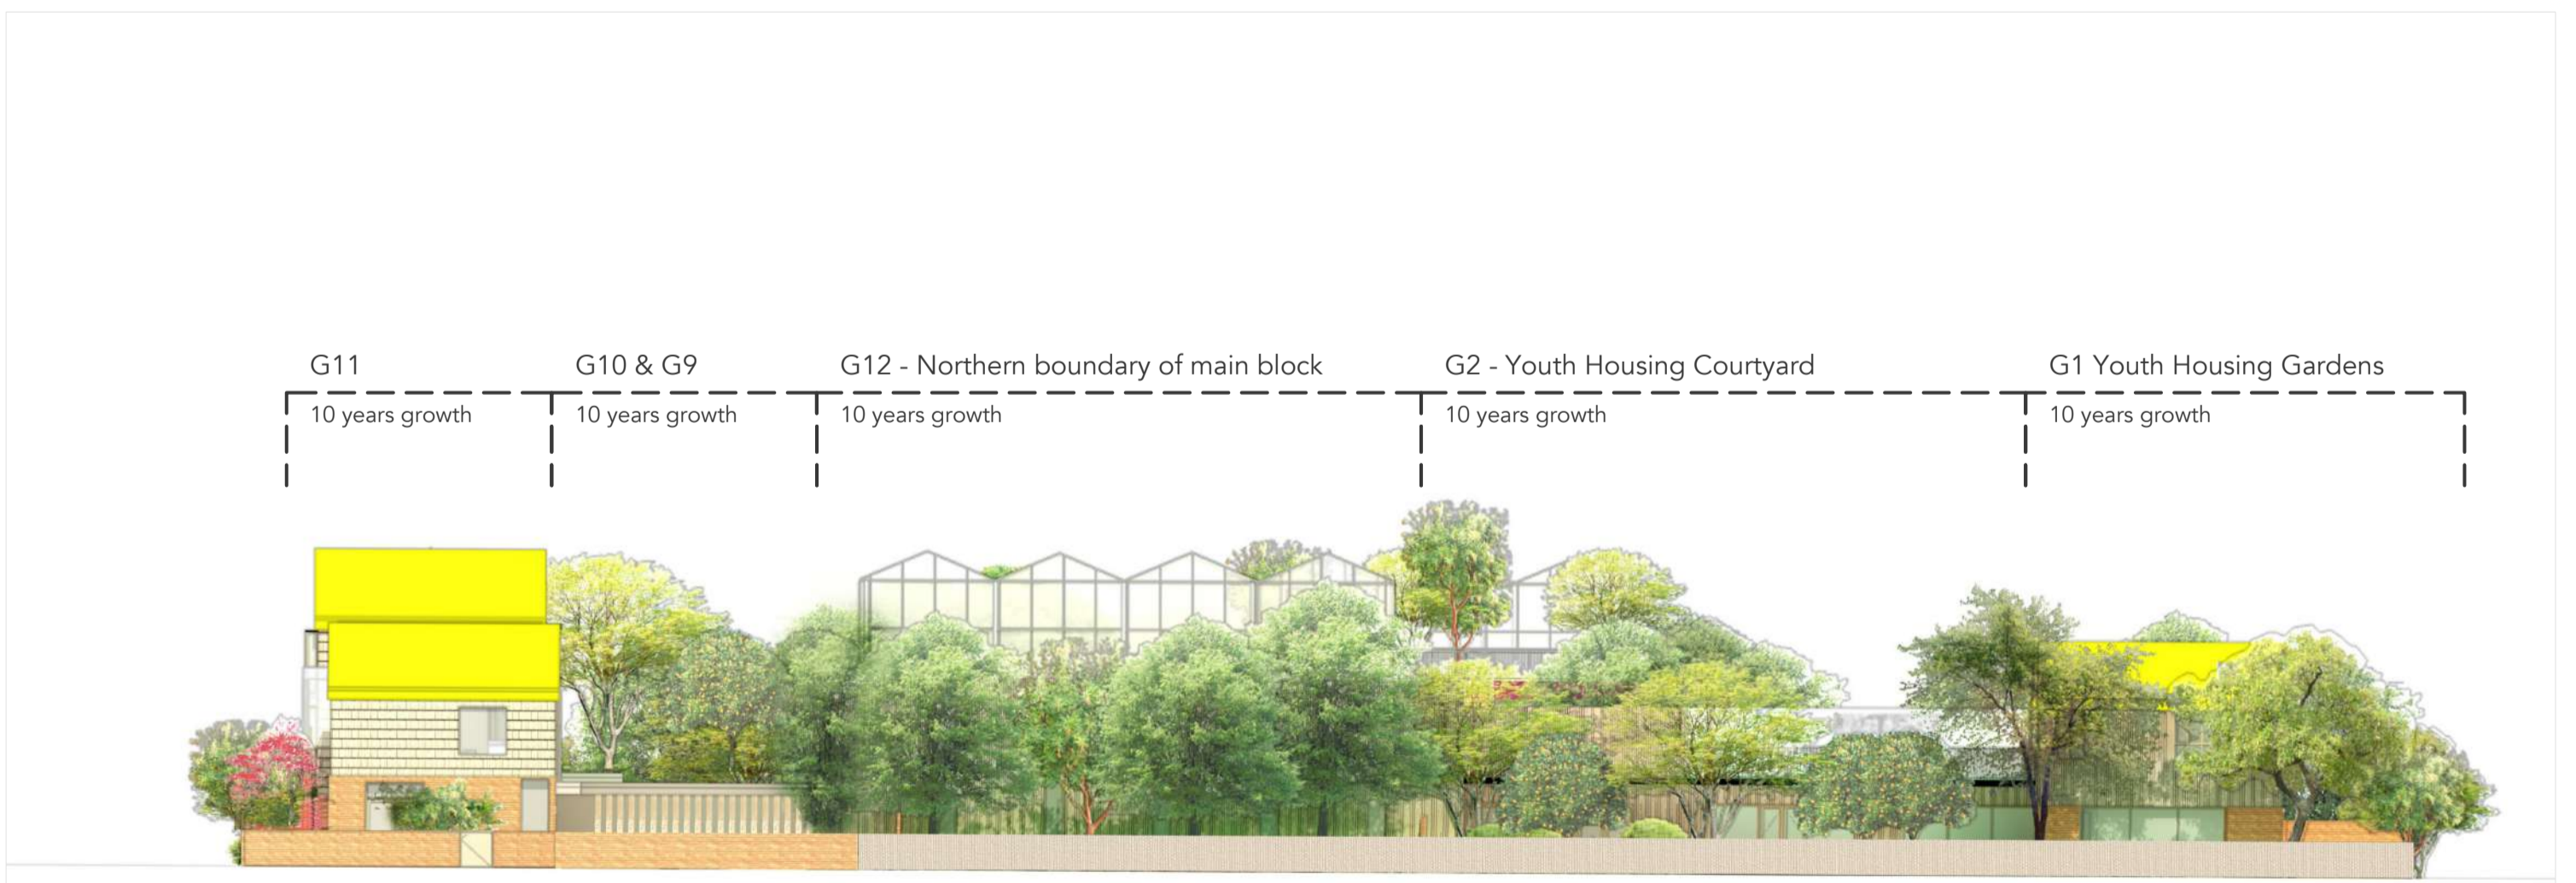 G11
10 years growth
G10 & G9
10 years growth
G12 - Northern boundary of main block
10 years growth
G2 - Youth Housing Courtyard
10 years growth
G1 Youth Housing Gardens
10 years growth